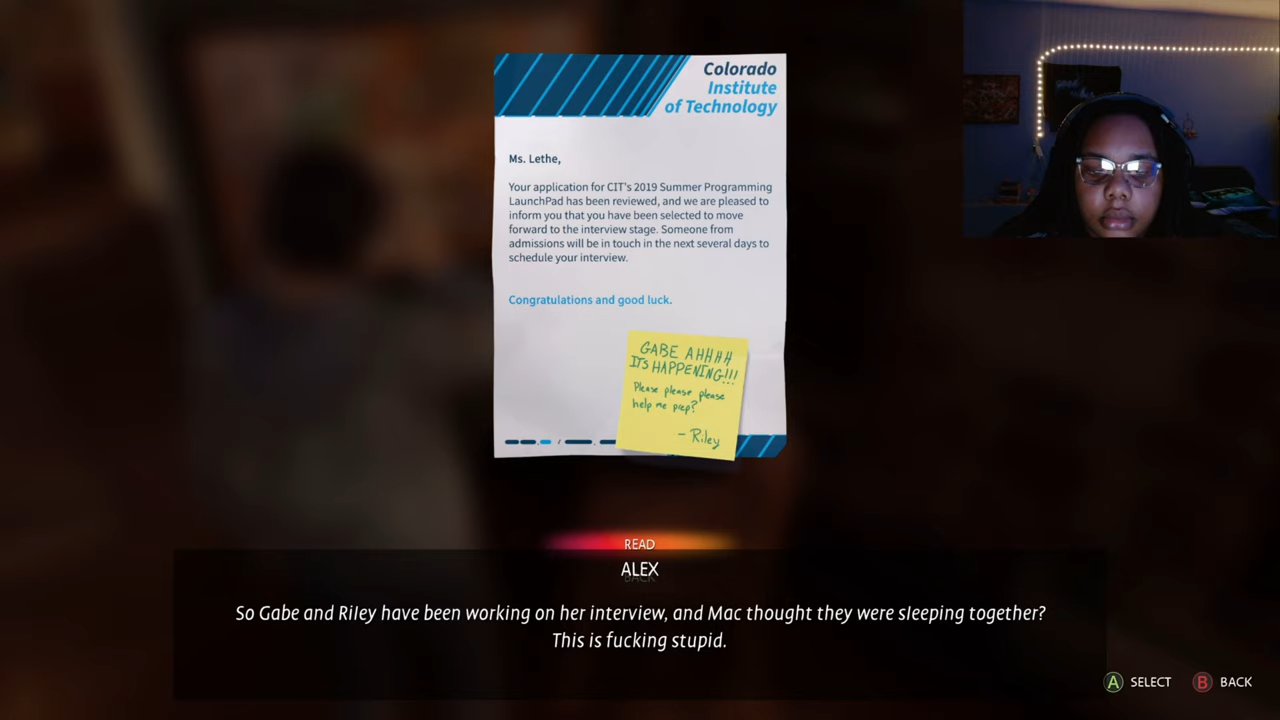 Colorado
Institute
of Technology
Ms. Lethe,
Your application for CIT's 2019 Summer Programming
LaunchPad has been reviewed, and we are pleased to
inform you that you have been selected to move
forward to the interview stage. Someone from
admissions will be in touch in the next several days to
schedule your interview.
Congratulations and good luck.
GABE AHHHH
ITS HAPPENING!!!
Please please please
help me prep?
- Riley
READ
ALEX
BACK
So Gabe and Riley have been working on her interview, and Mac thought they were sleeping together?
This is fucking stupid.
A SELECT B BACK